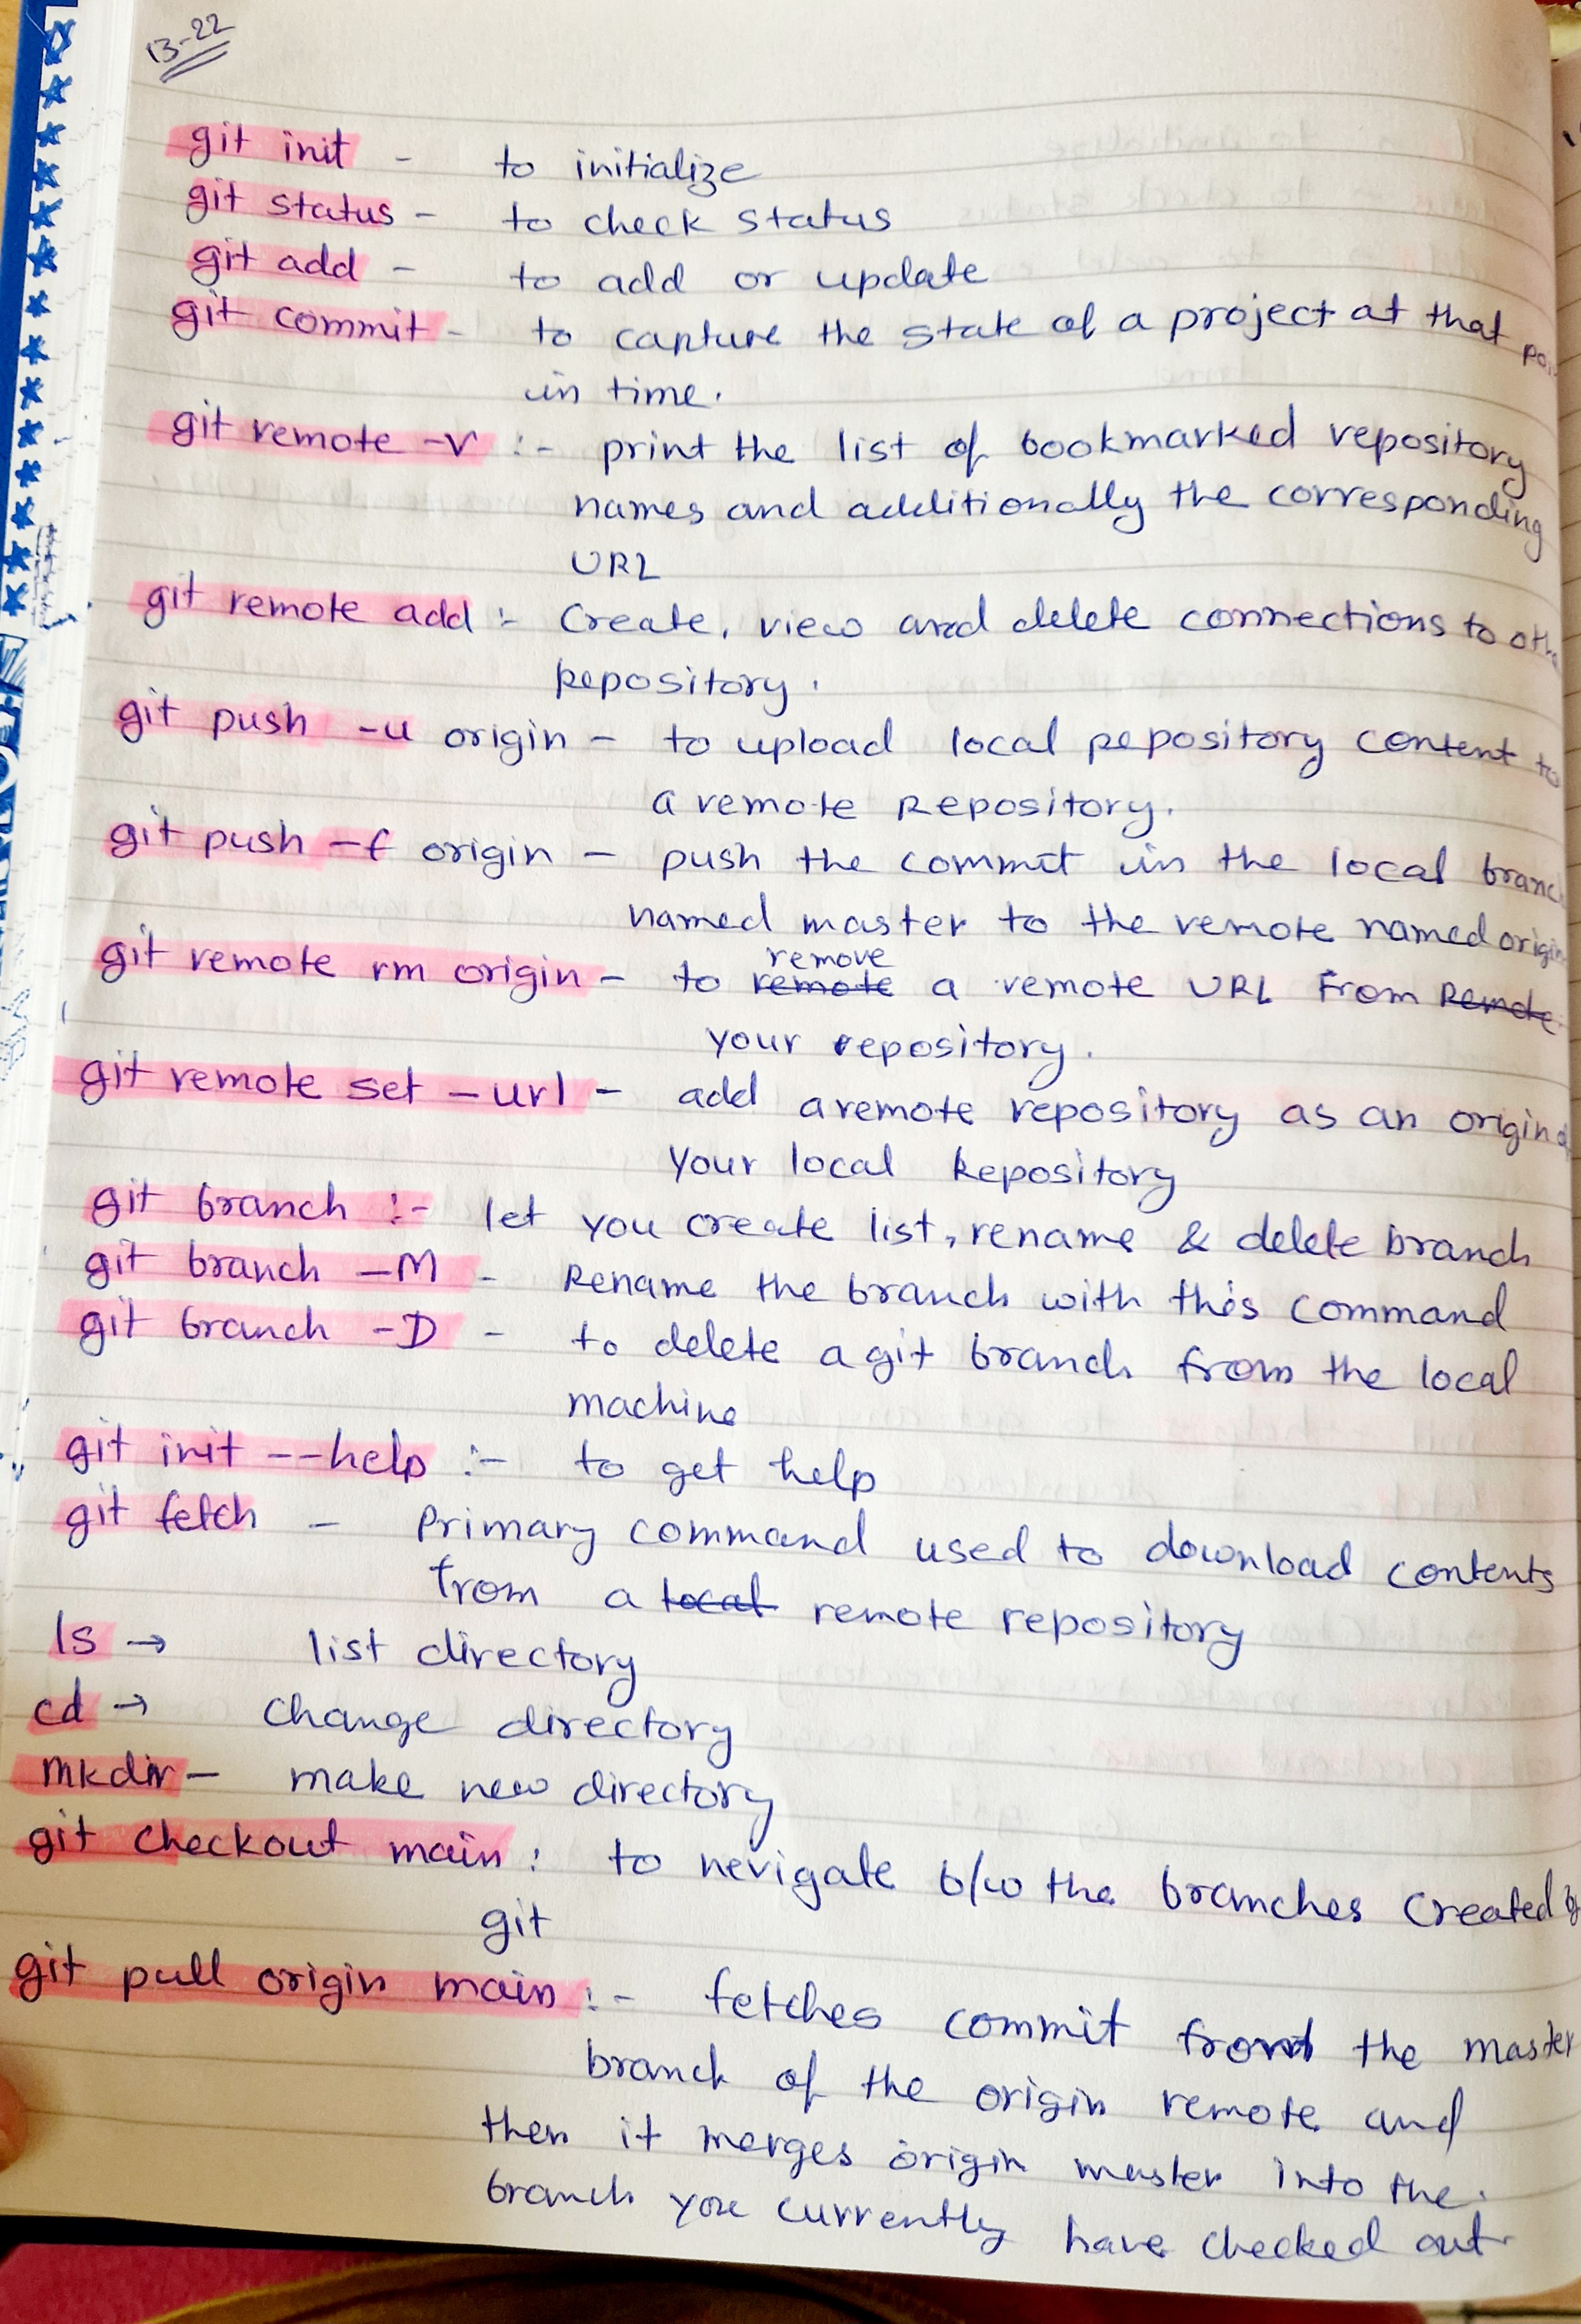 13-22
git init - to initialize
git status - to check status
git add - to add or update
git commit - to capture the state of a project at that
in time.
git remote -v :- print the list of bookmarked repository
names and additionally the corresponding
URL
git remote add :- Create, view and delete connections to
Repository.
git push -u origin - to upload local repository content to
a remote Repository.
git push -f origin - push the commit in the local branch
named master to the remote named origin
git remote rm origin - to remote remove a remote URL from Remote
your repository.
git remote set -url - add a remote repository as an origin
your local Repository
git branch :- let you create list, rename & delete branch
git branch -M - Rename the branch with this command
git branch -D - to delete a git branch from the local
machine
git init --help :- to get help
git fetch - Primary command used to download contents
from a local remote repository
ls → list directory
cd → change directory
mkdir - make new directory
git checkout main : to nevigate b/w the branches created by
git
git pull origin main :- fetches commit from the master
branch of the origin remote and
then it merges origin master into the
branch you currently have checked out